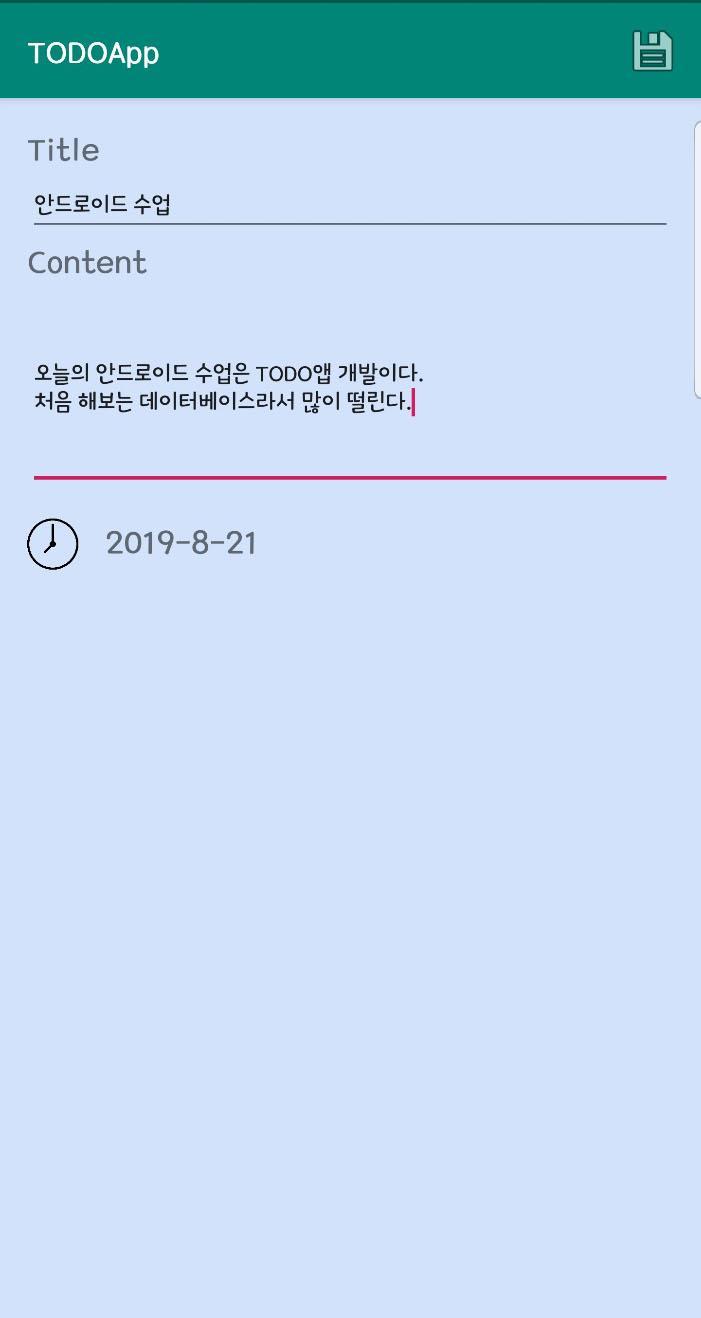 TODOApp
Title
안드로이드 수업
Content
오늘의 안드로이드 수업은 TODO앱 개발이다.
처음 해보는 데이터베이스라서 많이 떨린다.
2019-8-21